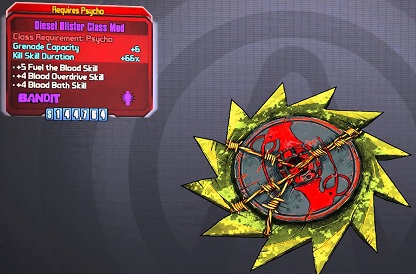 Requires Psycho
Diesel Blister Class Mod
Class Requirement: Psycho
Grenade Capacity +6
Kill Skill Duration +66%
• +5 Fuel the Blood Skill
• +4 Blood Overdrive Skill
• +4 Blood Bath Skill
BANDIT
$144764